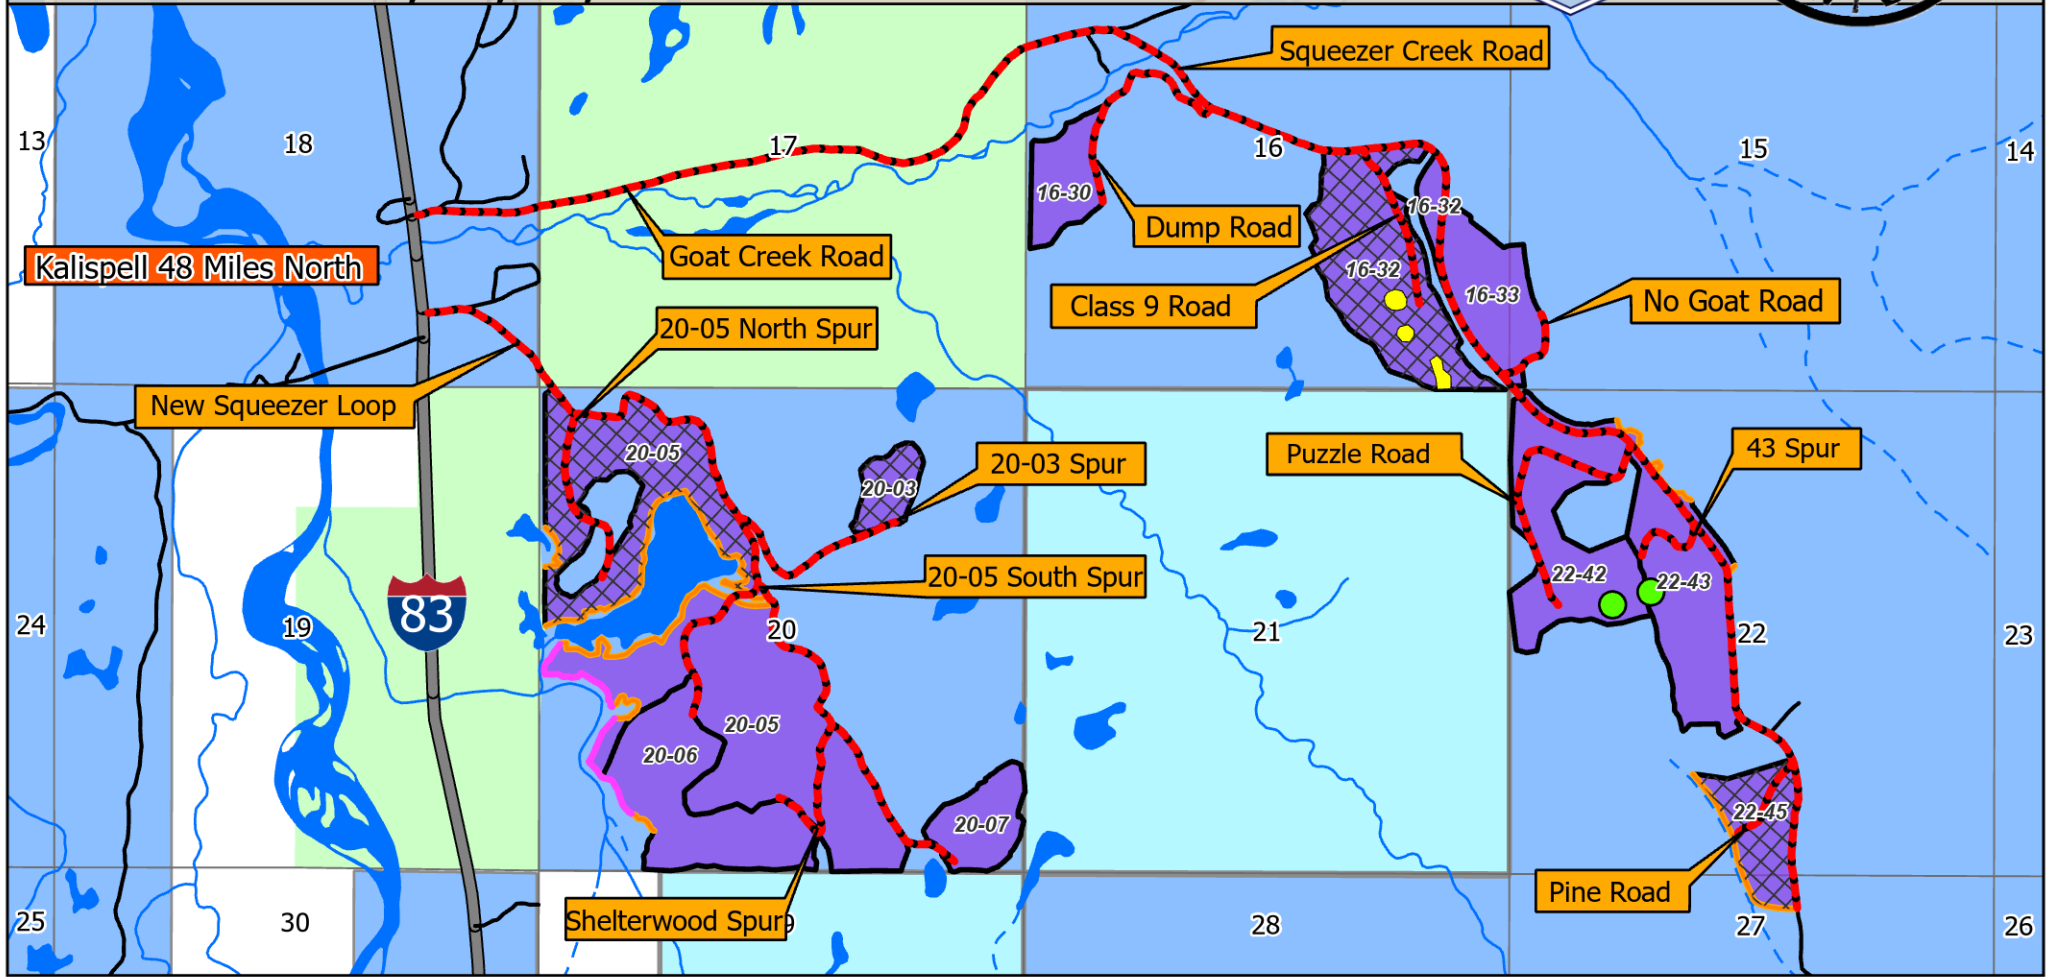 Squeezer Creek Road
13
18
17
16
15
14
16-30
16-32
Dump Road
Goat Creek Road
Kalispell 48 Miles North
16-32
16-33
Class 9 Road
No Goat Road
20-05 North Spur
New Squeezer Loop
20-05
20-03 Spur
Puzzle Road
43 Spur
20-03
20-05 South Spur
22-42
22-43
83
24
19
20
21
22
23
20-05
20-06
20-07
22-45
Pine Road
Shelterwood Spur
9
25
30
28
27
26